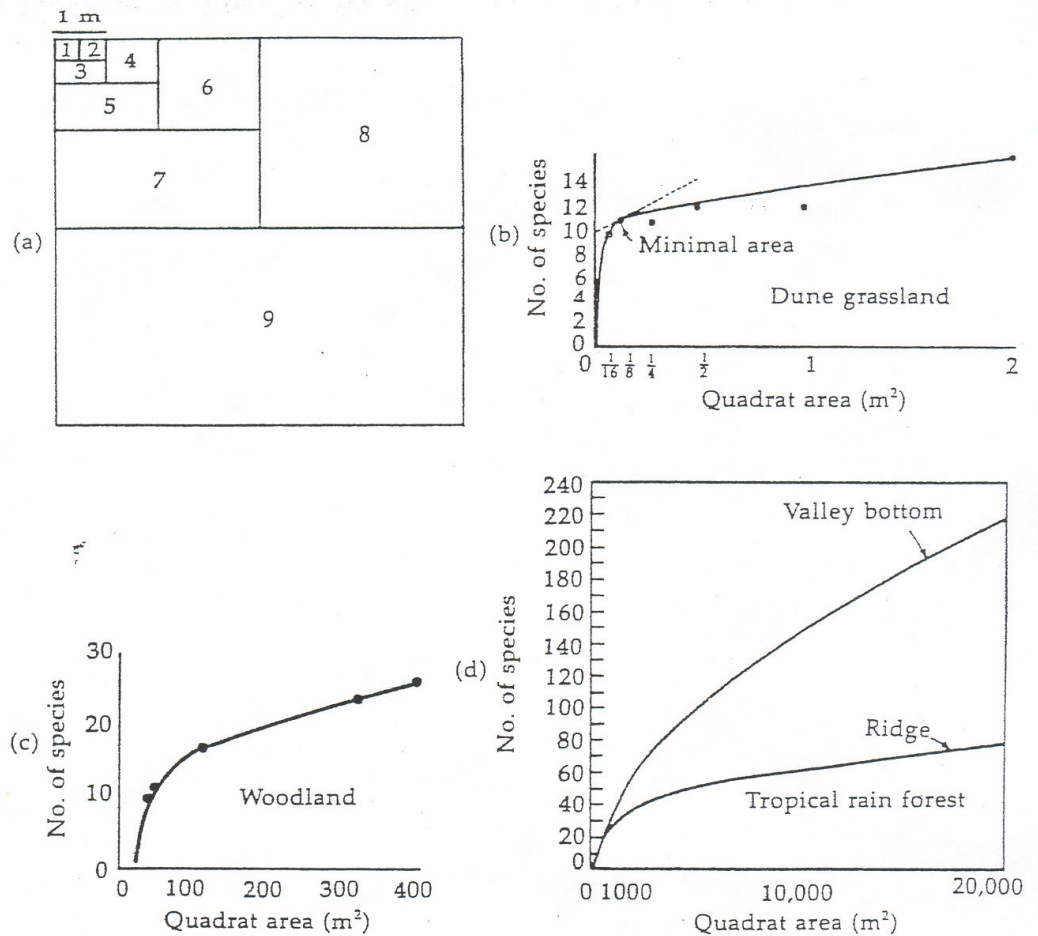 1 m
1 2 4
3
6
5
8
7
(a)
9
No. of species
14
12
10
8
6
4
2
0
(b)
Minimal area
Dune grassland
0 1/16 1/8 1/4 1/2 1 2
Quadrat area (m²)
No. of species
30
20
10
0
(c)
Woodland
0 100 200 300 400
Quadrat area (m²)
No. of species
240
220
200
180
160
140
120
100
80
60
40
20
0
(d)
Valley bottom
Ridge
Tropical rain forest
0 1000 10,000 20,000
Quadrat area (m²)